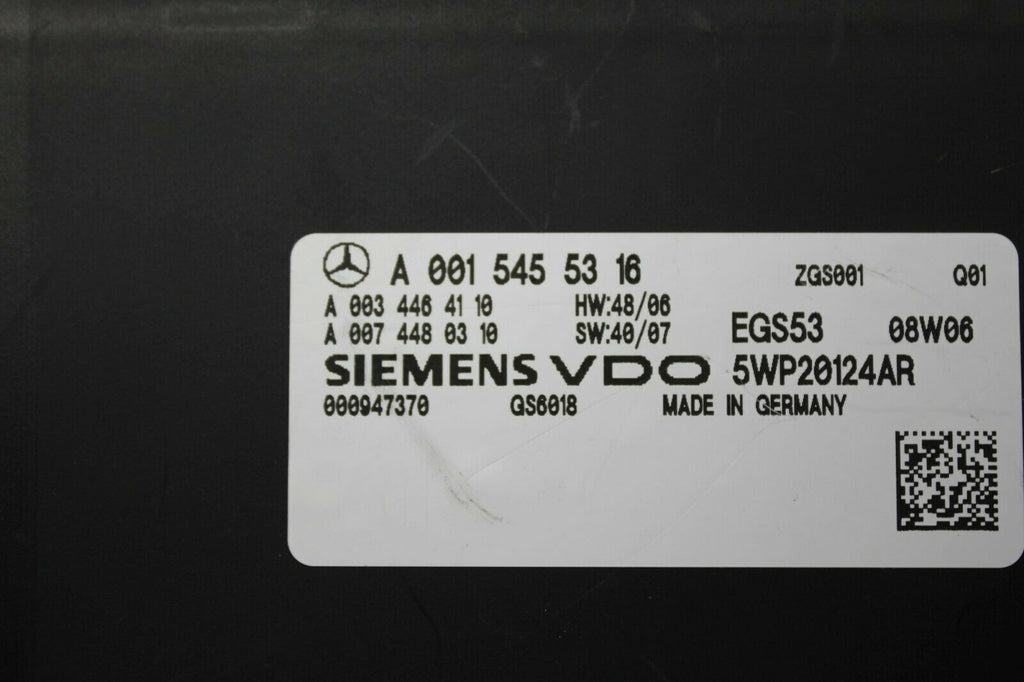 A 001 545 53 16 ZGS001 Q01
A 003 446 41 10 HW:48/06
A 007 448 03 10 SW:40/07 EGS53 08W06
SIEMENS VDO 5WP20124AR
000947370 QS6018 MADE IN GERMANY